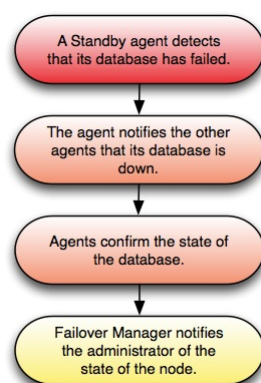 A Standby agent detects
that its database has failed.
The agent notifies the other
agents that its database is
down.
Agents confirm the state of
the database.
Failover Manager notifies
the administrator of the
state of the node.